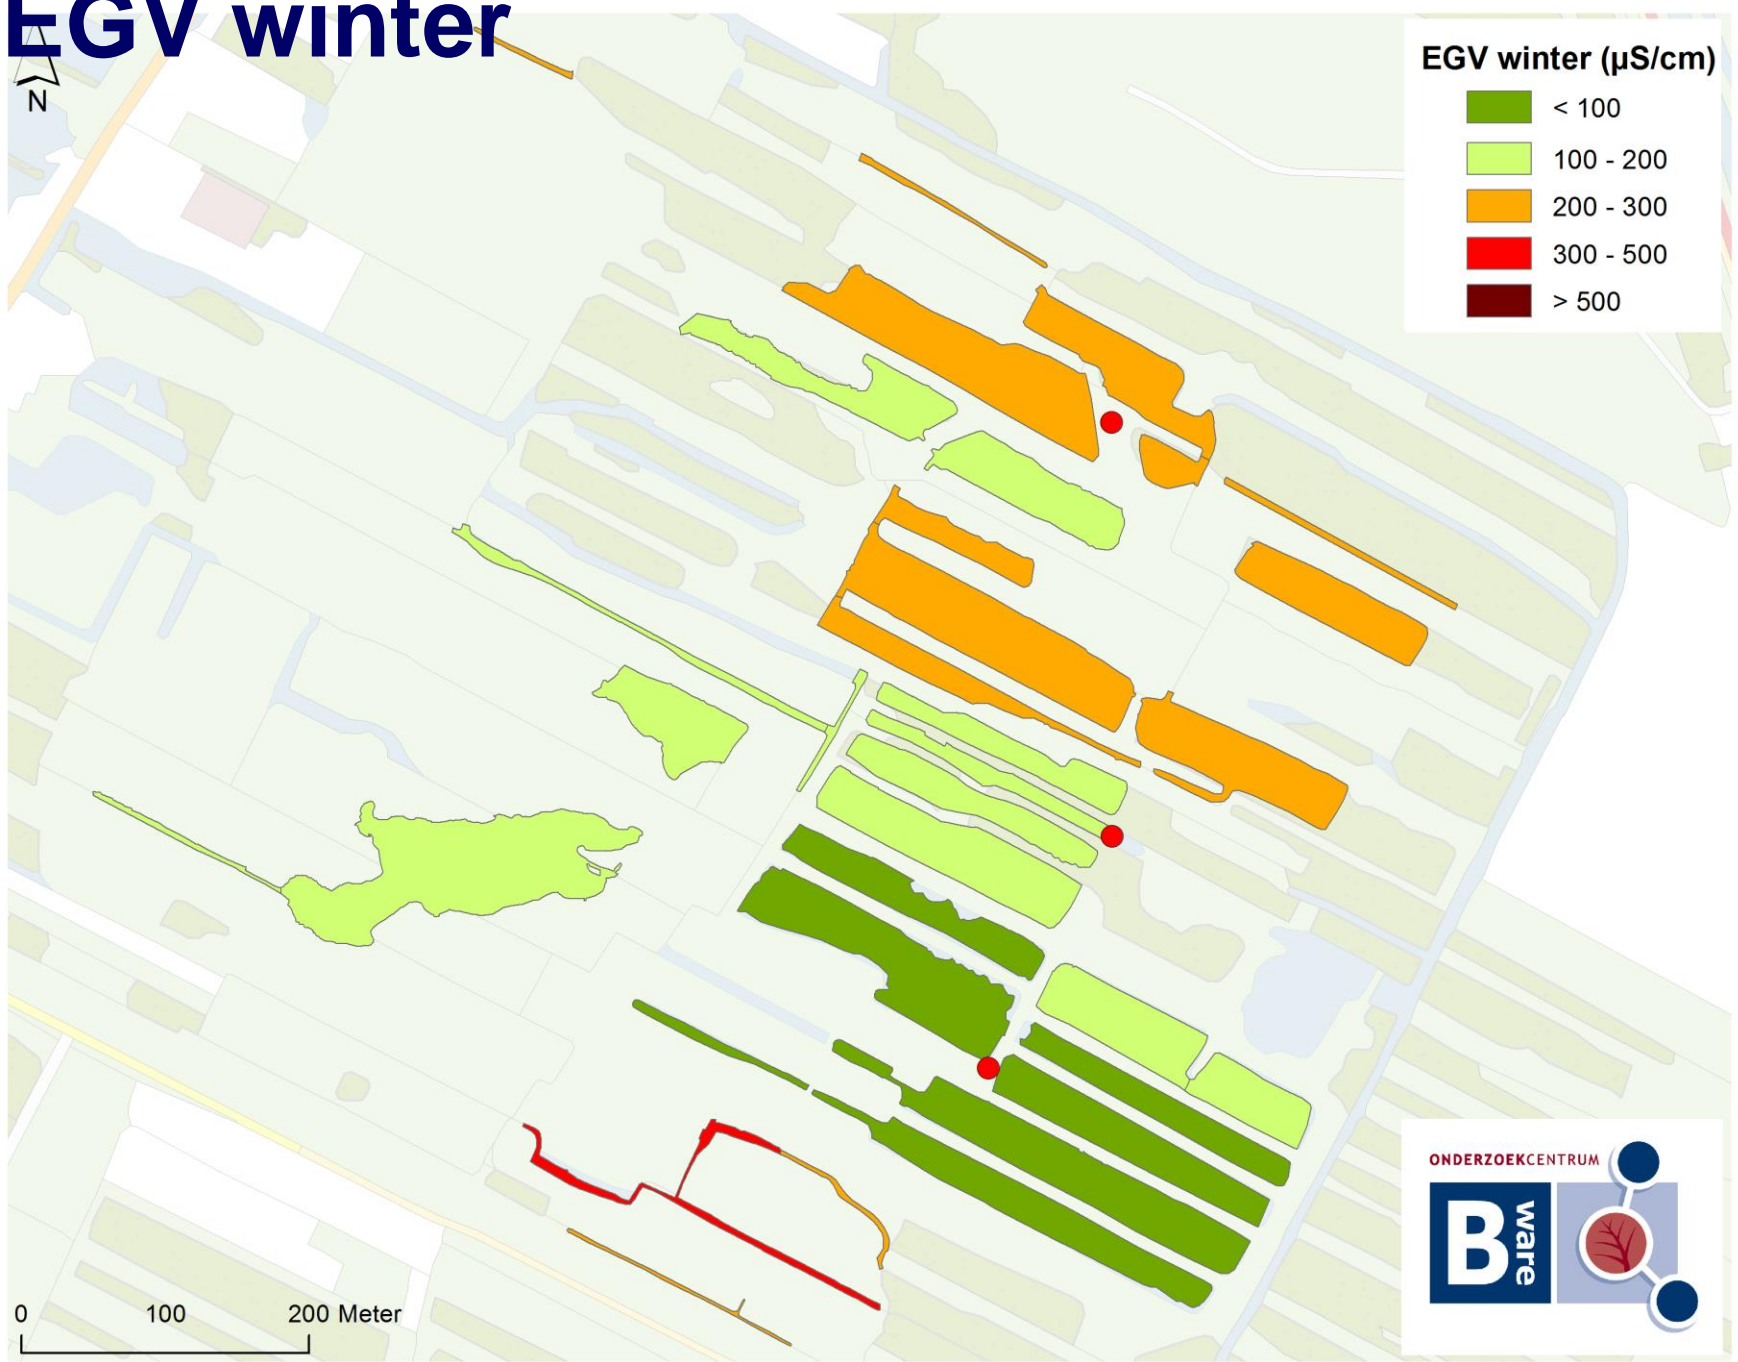 EGV winter
N
EGV winter (µS/cm)
< 100
100 - 200
200 - 300
300 - 500
> 500
ONDERZOEKCENTRUM
B ware
0 100 200 Meter